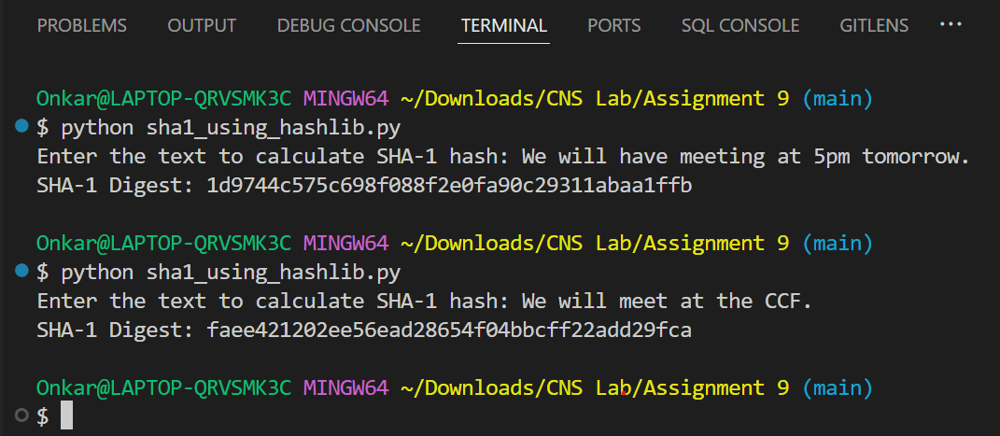 PROBLEMS OUTPUT DEBUG CONSOLE TERMINAL PORTS SQL CONSOLE GITLENS ···
Onkar@LAPTOP-QRVSMK3C MINGW64 ~/Downloads/CNS Lab/Assignment 9 (main)
$ python sha1_using_hashlib.py
Enter the text to calculate SHA-1 hash: We will have meeting at 5pm tomorrow.
SHA-1 Digest: 1d9744c575c698f088f2e0fa90c29311abaa1ffb
Onkar@LAPTOP-QRVSMK3C MINGW64 ~/Downloads/CNS Lab/Assignment 9 (main)
$ python sha1_using_hashlib.py
Enter the text to calculate SHA-1 hash: We will meet at the CCF.
SHA-1 Digest: faee421202ee56ead28654f04bbcff22add29fca
Onkar@LAPTOP-QRVSMK3C MINGW64 ~/Downloads/CNS Lab/Assignment 9 (main)
$